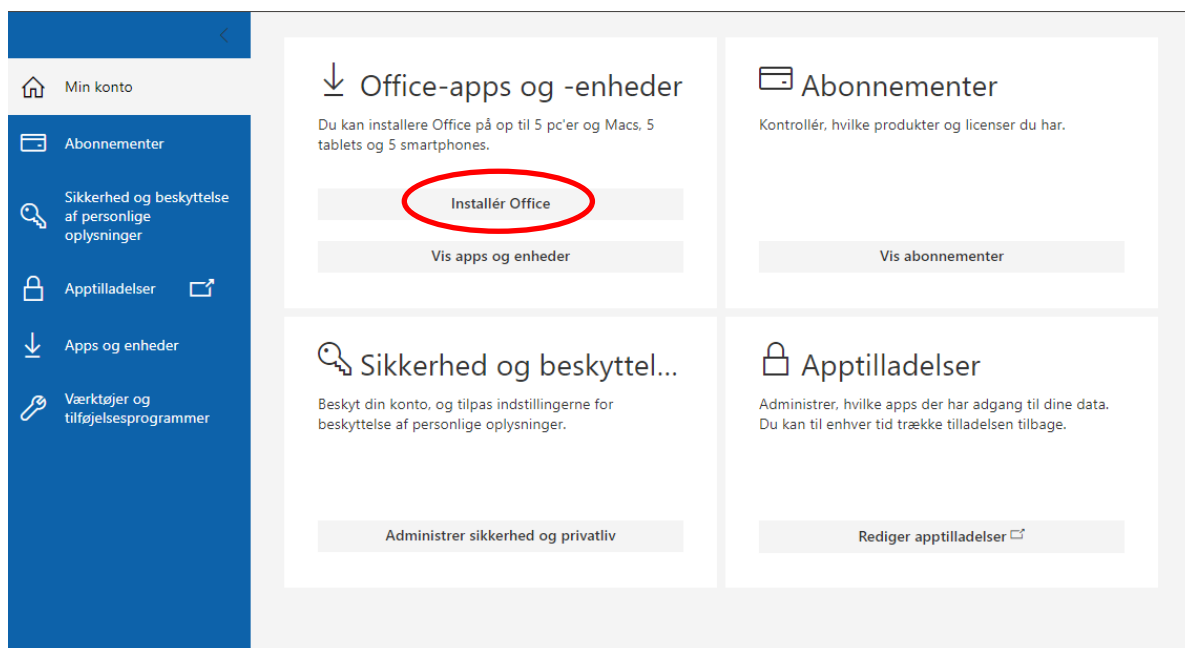 Min konto
Abonnementer
Sikkerhed og beskyttelse
af personlige
oplysninger
Apptilladelser
Apps og enheder
Værktøjer og
tilføjelsesprogrammer
Office-apps og -enheder
Du kan installere Office på op til 5 pc'er og Macs, 5
tablets og 5 smartphones.
Installér Office
Vis apps og enheder
Abonnementer
Kontrollér, hvilke produkter og licenser du har.
Vis abonnementer
Sikkerhed og beskyttel...
Beskyt din konto, og tilpas indstillingerne for
beskyttelse af personlige oplysninger.
Administrer sikkerhed og privatliv
Apptilladelser
Administrer, hvilke apps der har adgang til dine data.
Du kan til enhver tid trække tilladelsen tilbage.
Rediger apptilladelser